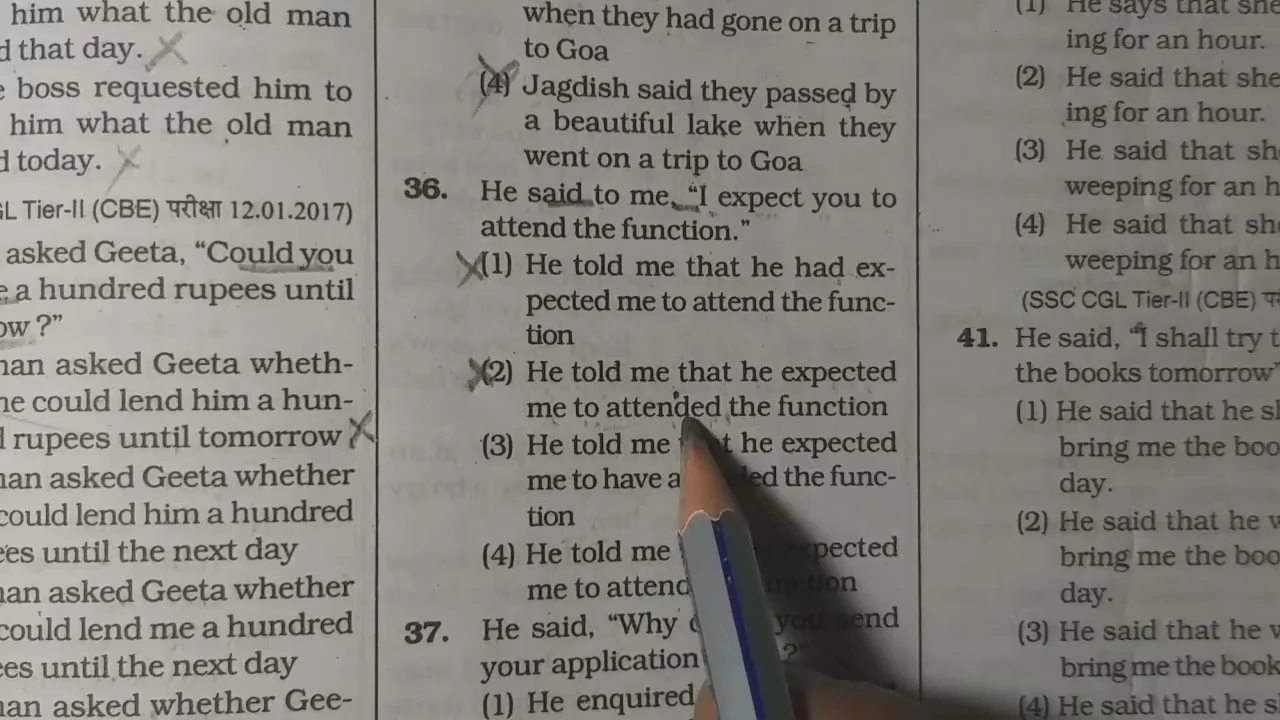 him what the old man
that day.
boss requested him to
him what the old man
today.
Tier-II (CBE) परीक्षा 12.01.2017)
asked Geeta, “Could you
a hundred rupees until
?”
asked Geeta wheth-
could lend him a hun-
rupees until tomorrow
asked Geeta whether
could lend him a hundred
until the next day
asked Geeta whether
could lend me a hundred
until the next day
asked whether Gee-
when they had gone on a trip
to Goa
(4) Jagdish said they passed by
a beautiful lake when they
went on a trip to Goa
36. He said to me, “I expect you to
attend the function.”
(1) He told me that he had ex-
pected me to attend the func-
tion
(2) He told me that he expected
me to attended the function
(3) He told me he expected
me to have the func-
tion
(4) He told me
me to attend
37. He said, “Why send
your application ?”
(1) He enquired
(1) He says that she
ing for an hour.
(2) He said that she
ing for an hour.
(3) He said that
weeping for an
(4) He said that
weeping for an
(SSC CGL Tier-II (CBE)
41. He said, “I shall try
the books tomorrow”
(1) He said that he
bring me the
day.
(2) He said that he
bring me the
day.
(3) He said that he
bring me the book
(4) He said that he